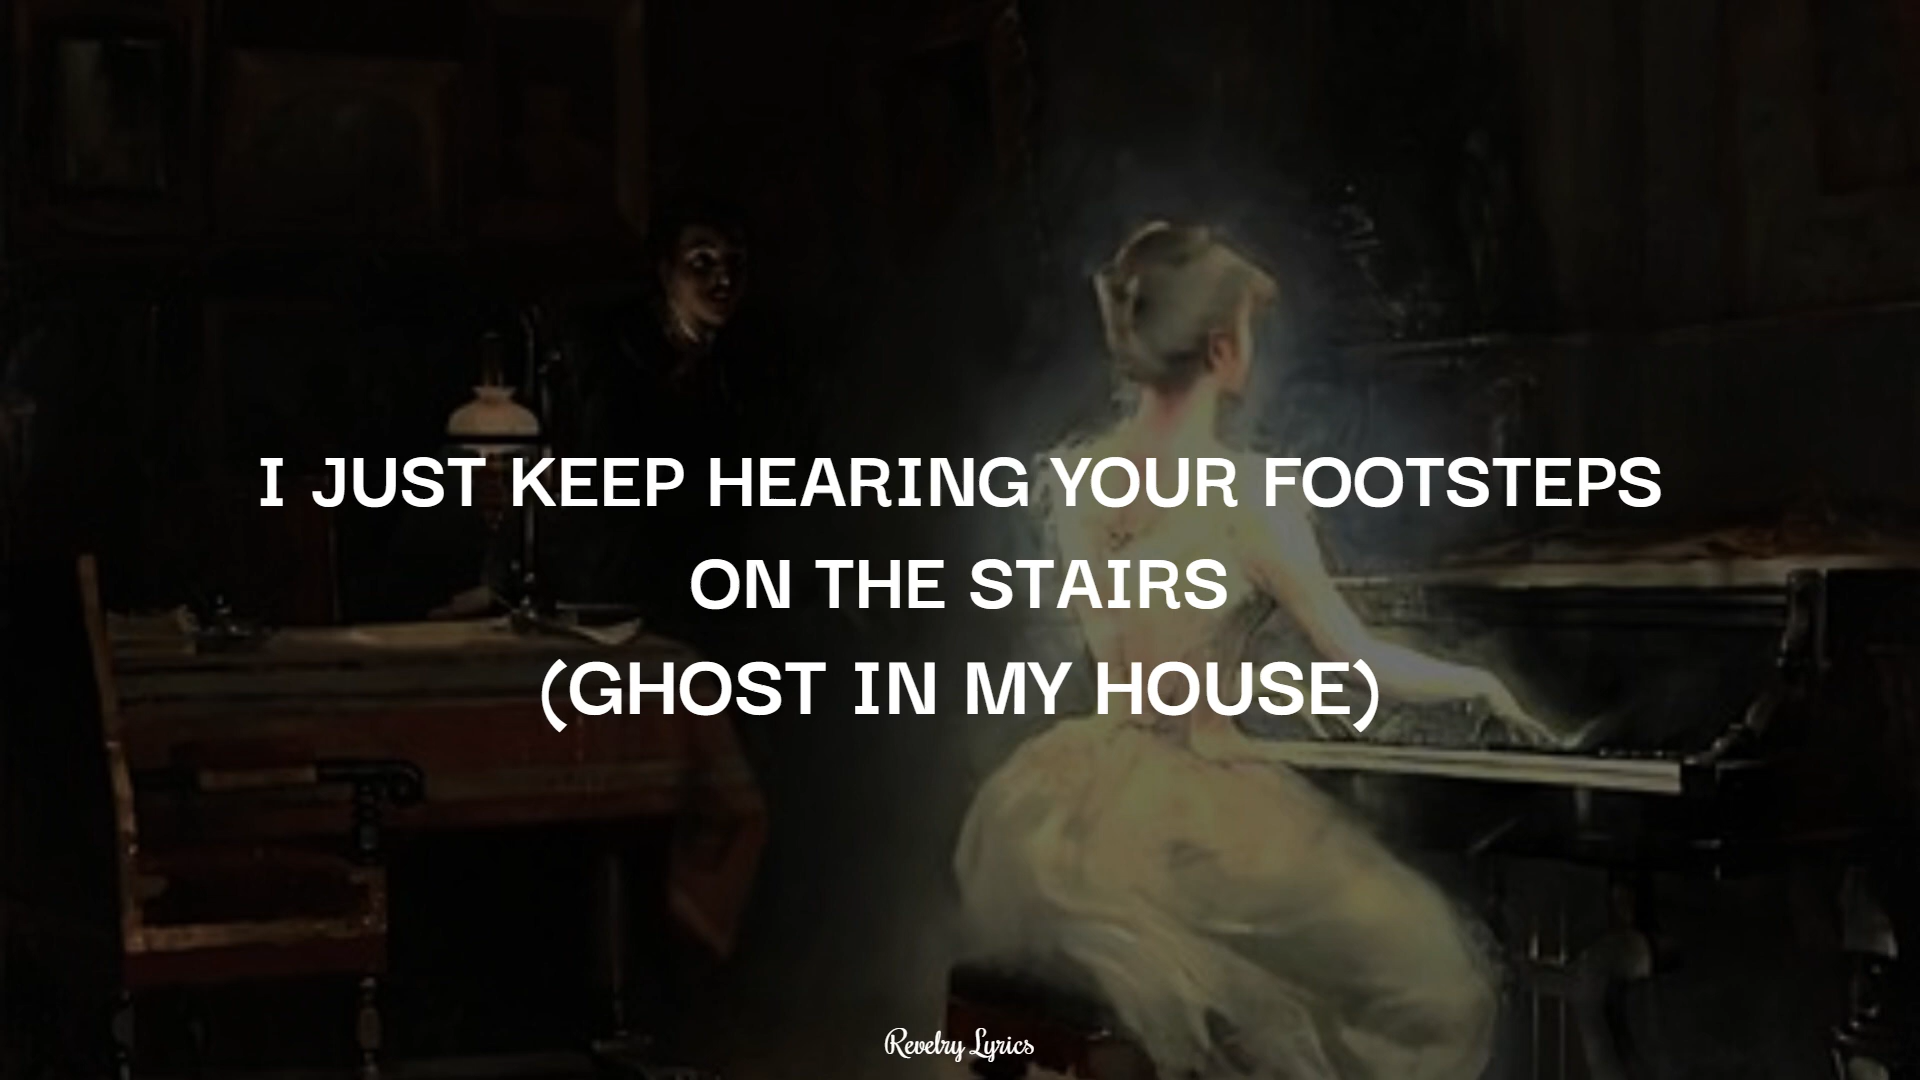 I JUST KEEP HEARING YOUR FOOTSTEPS
ON THE STAIRS
(GHOST IN MY HOUSE)
Revelry Lyrics